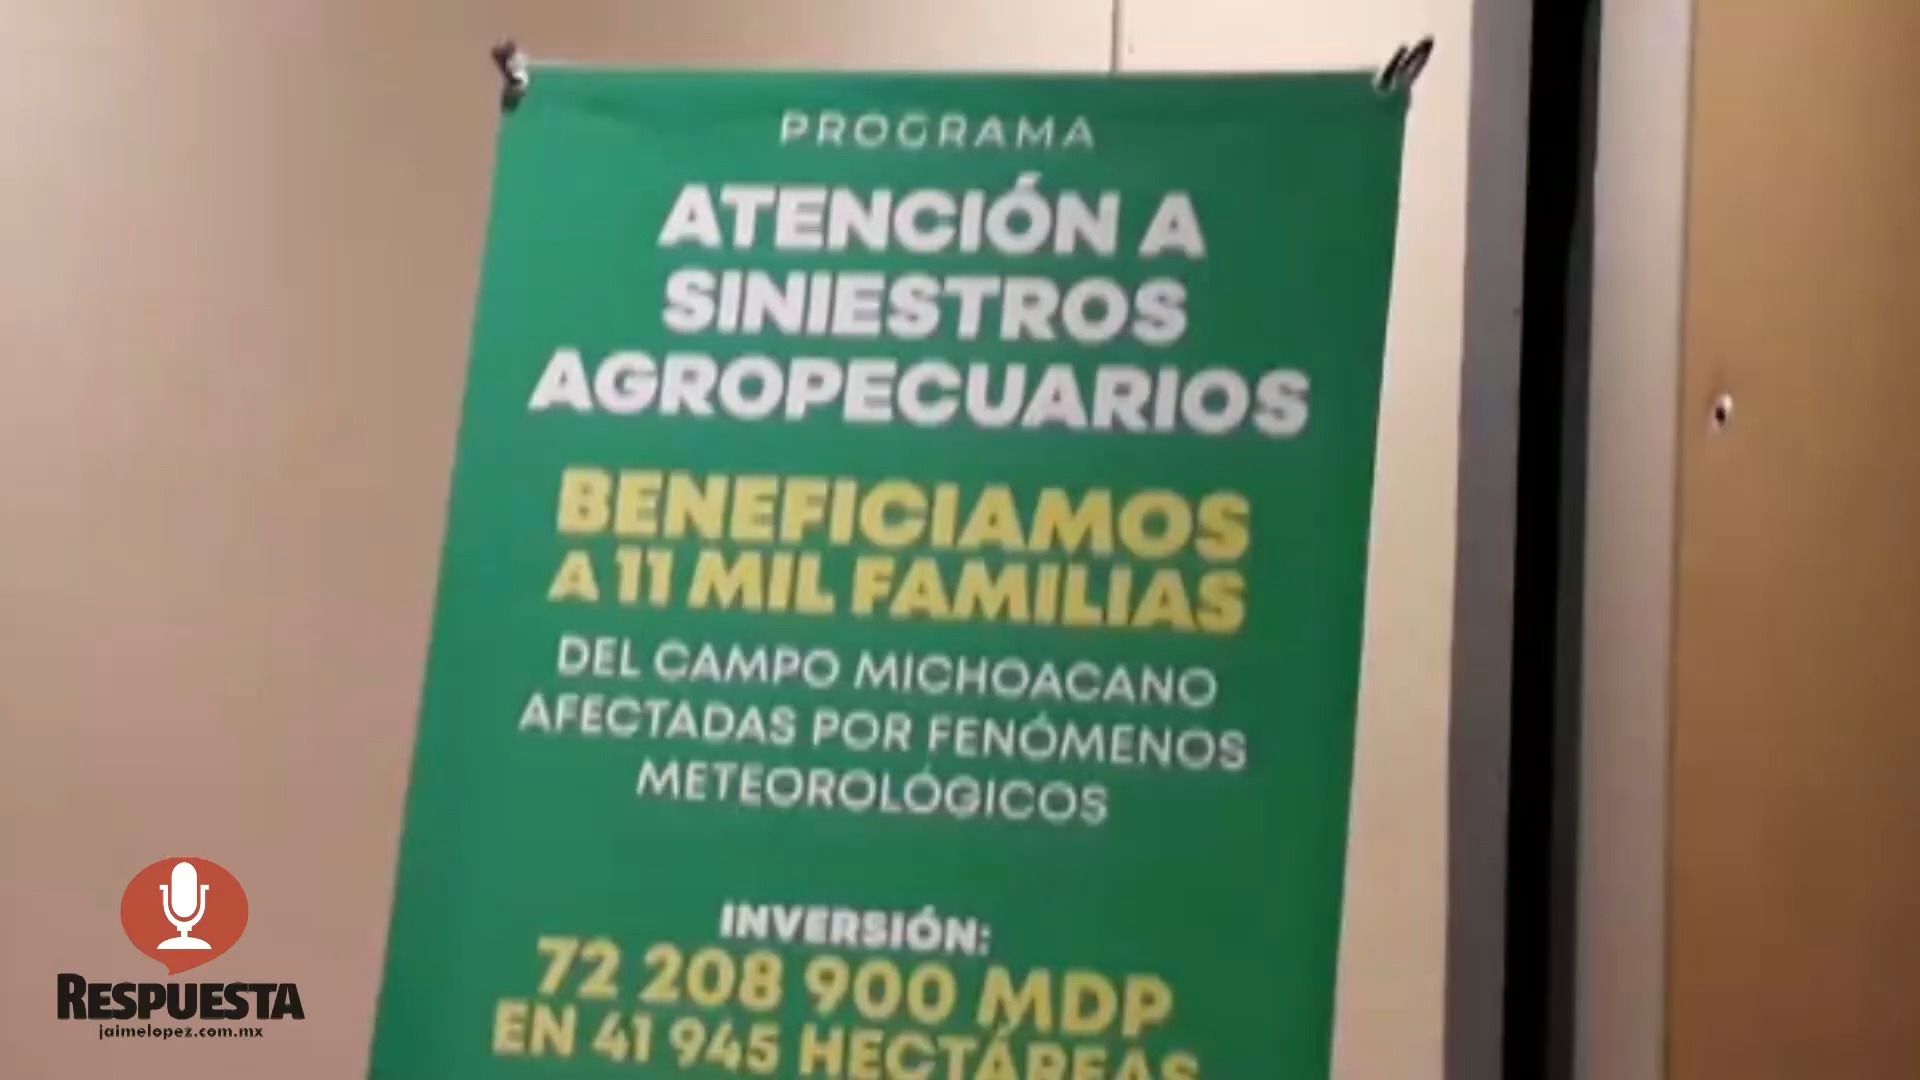 PROGRAMA
ATENCIÓN A
SINIESTROS
AGROPECUARIOS
BENEFICIAMOS
A 11 MIL FAMILIAS
DEL CAMPO MICHOACANO
AFECTADAS POR FENÓMENOS
METEOROLÓGICOS
INVERSIÓN:
72 208 900 MDP
EN 41 945 HECTÁREAS
RESPUESTA
jaimelopez.com.mx